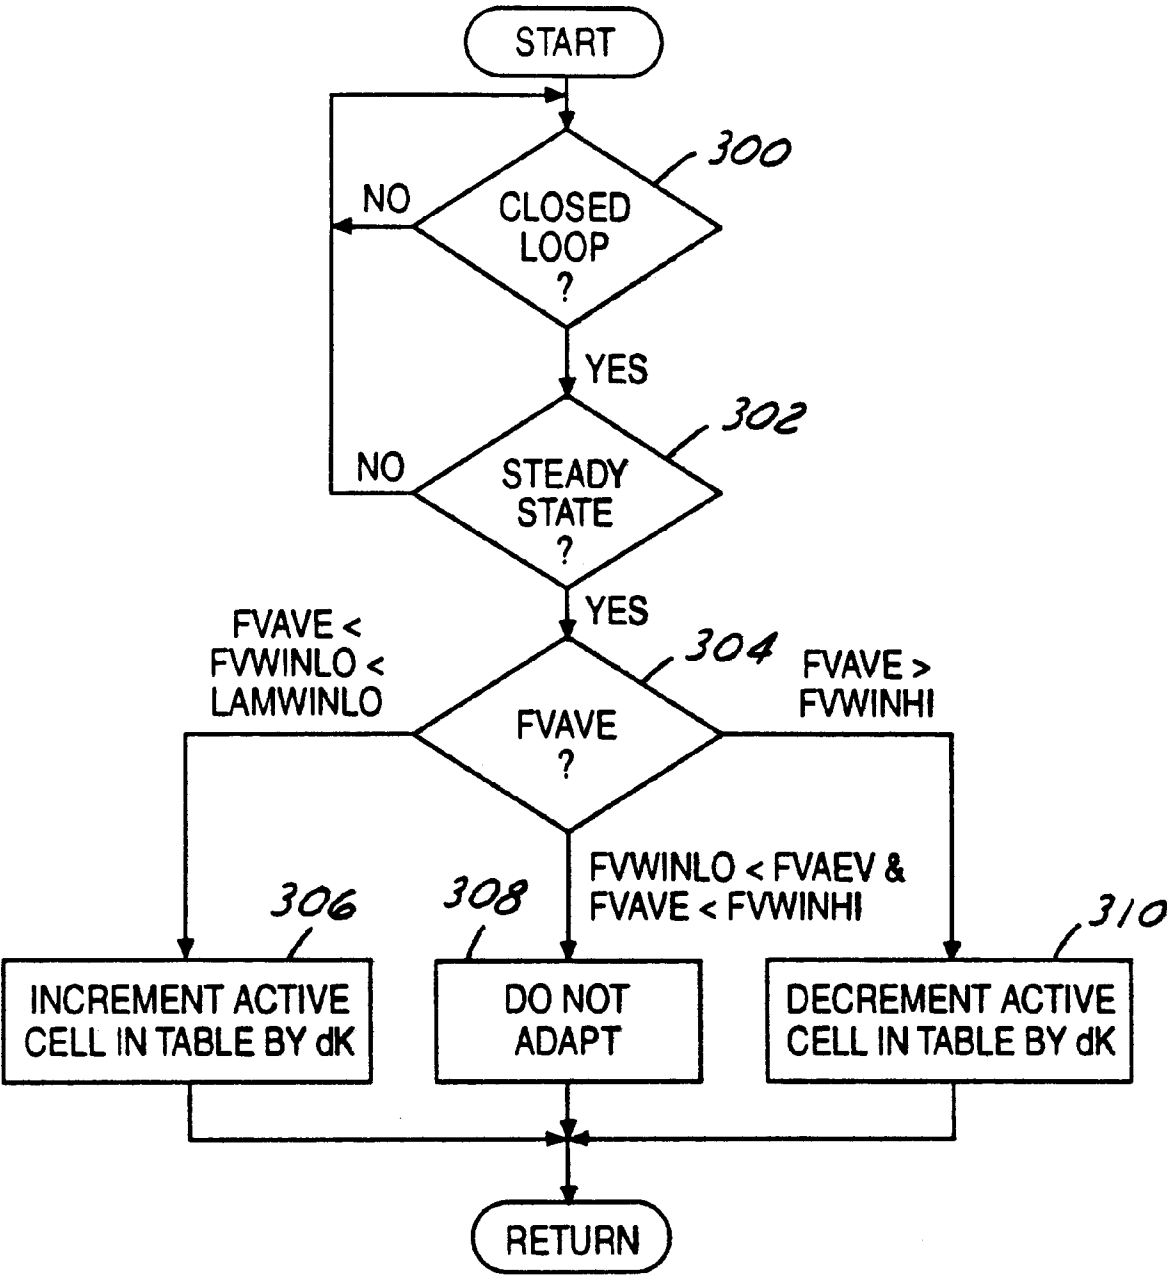 START
300
NO
CLOSED
LOOP
?
YES
302
NO
STEADY
STATE
?
YES
FVAVE <
FVWINLO <
LAMWINLO
304
FVAVE >
FVWINHI
FVAVE
?
FVWINLO < FVAEV &
FVAVE < FVWINHI
306
308
310
INCREMENT ACTIVE
CELL IN TABLE BY dK
DO NOT
ADAPT
DECREMENT ACTIVE
CELL IN TABLE BY dK
RETURN